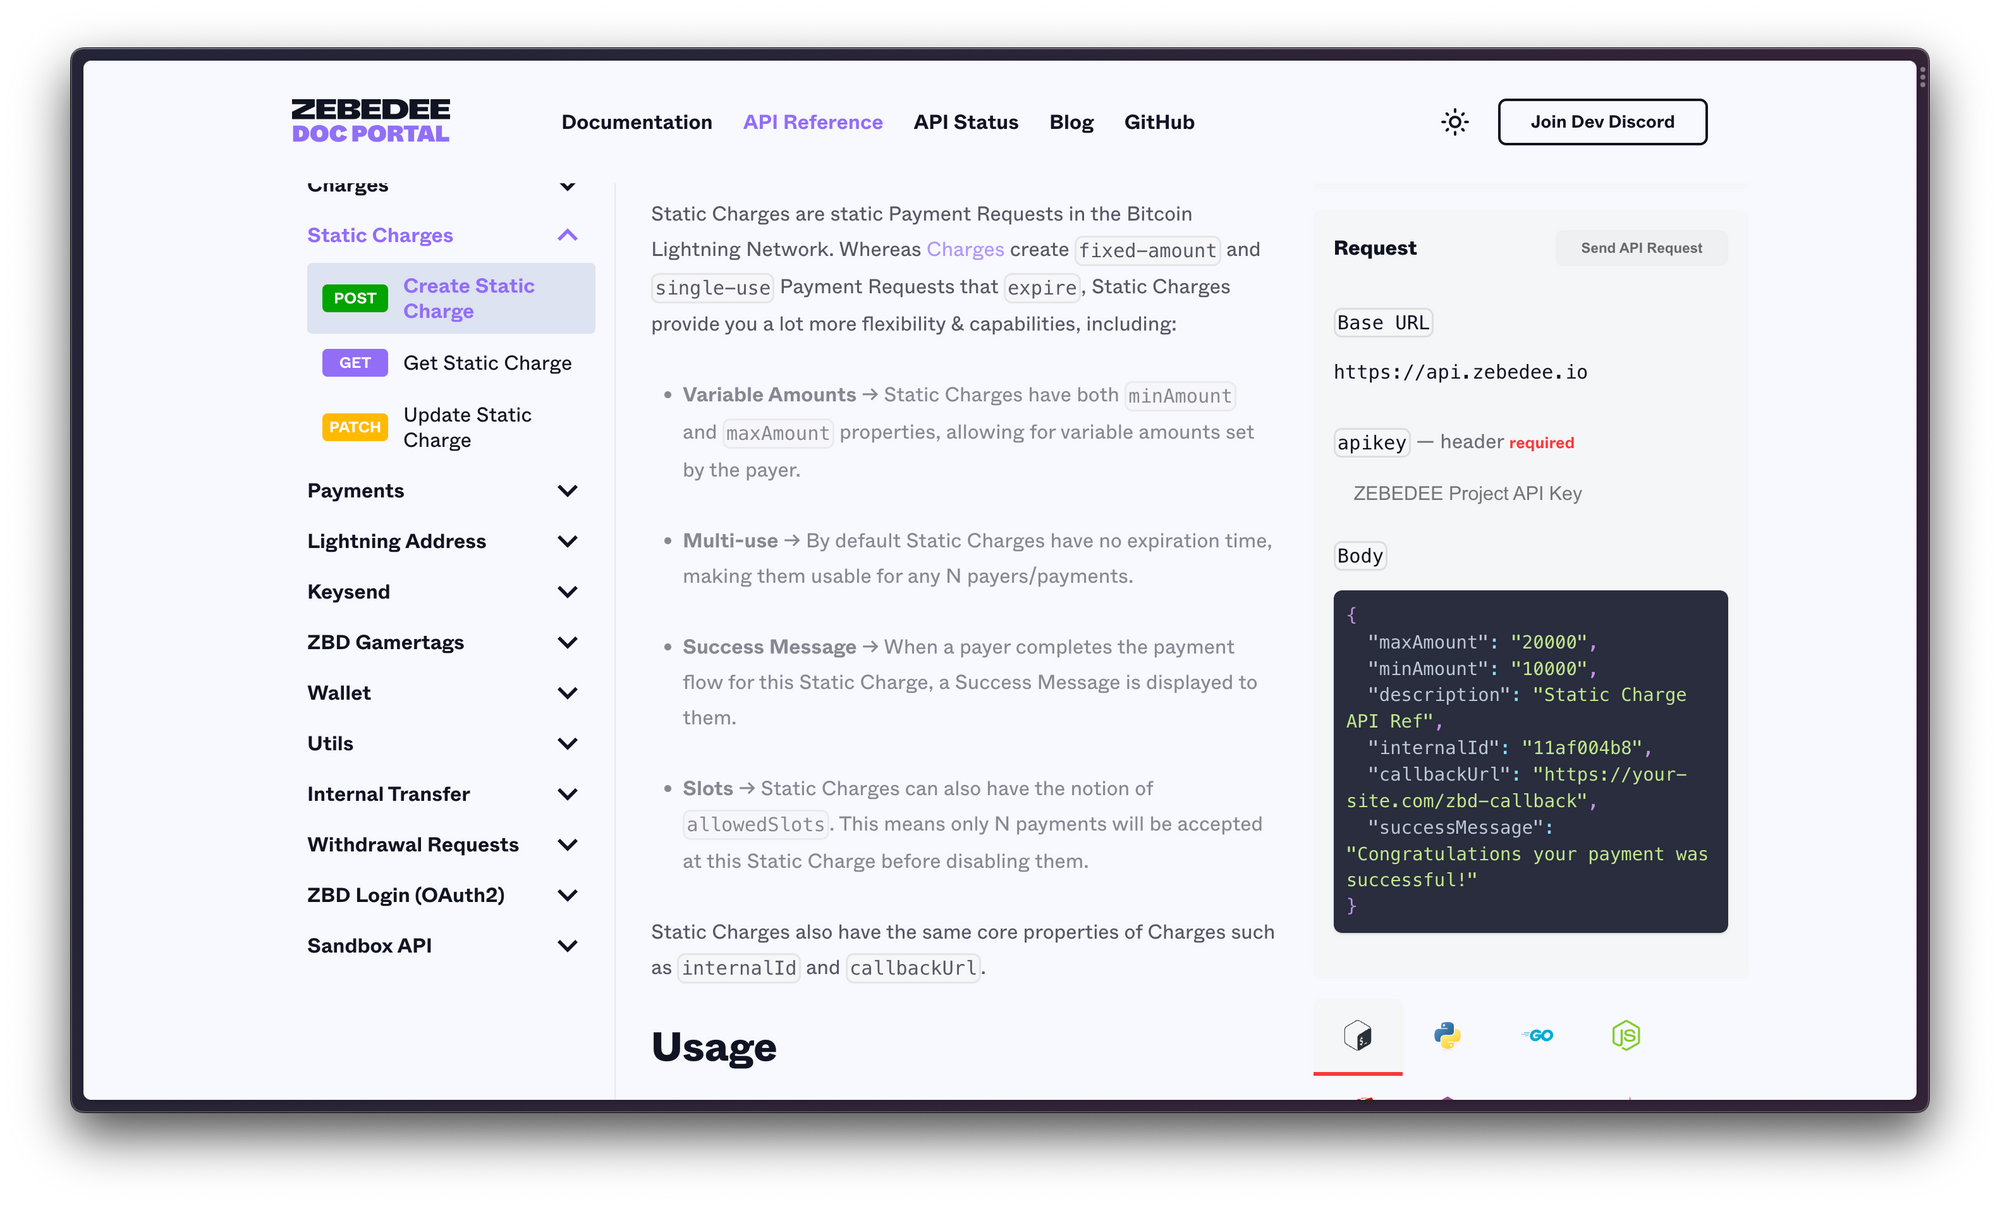 ZEBEDEE
DOC PORTAL
Documentation
API Reference
API Status
Blog
GitHub
Join Dev Discord
Charges
Static Charges
POST
Create Static
Charge
GET
Get Static Charge
PATCH
Update Static
Charge
Payments
Lightning Address
Keysend
ZBD Gamertags
Wallet
Utils
Internal Transfer
Withdrawal Requests
ZBD Login (OAuth2)
Sandbox API
Static Charges are static Payment Requests in the Bitcoin
Lightning Network. Whereas Charges create fixed-amount and
single-use Payment Requests that expire, Static Charges
provide you a lot more flexibility & capabilities, including:
• Variable Amounts → Static Charges have both minAmount
and maxAmount properties, allowing for variable amounts set
by the payer.
• Multi-use → By default Static Charges have no expiration time,
making them usable for any N payers/payments.
• Success Message → When a payer completes the payment
flow for this Static Charge, a Success Message is displayed to
them.
• Slots → Static Charges can also have the notion of
allowedSlots. This means only N payments will be accepted
at this Static Charge before disabling them.
Static Charges also have the same core properties of Charges such
as internalId and callbackUrl.
Usage
Request
Send API Request
Base URL
https://api.zebedee.io
apikey — header required
ZEBEDEE Project API Key
Body
{
"maxAmount": "20000",
"minAmount": "10000",
"description": "Static Charge
API Ref",
"internalId": "11af004b8",
"callbackUrl": "https://your-
site.com/zbd-callback",
"successMessage":
"Congratulations your payment was
successful!"
}
$_
GO
JS